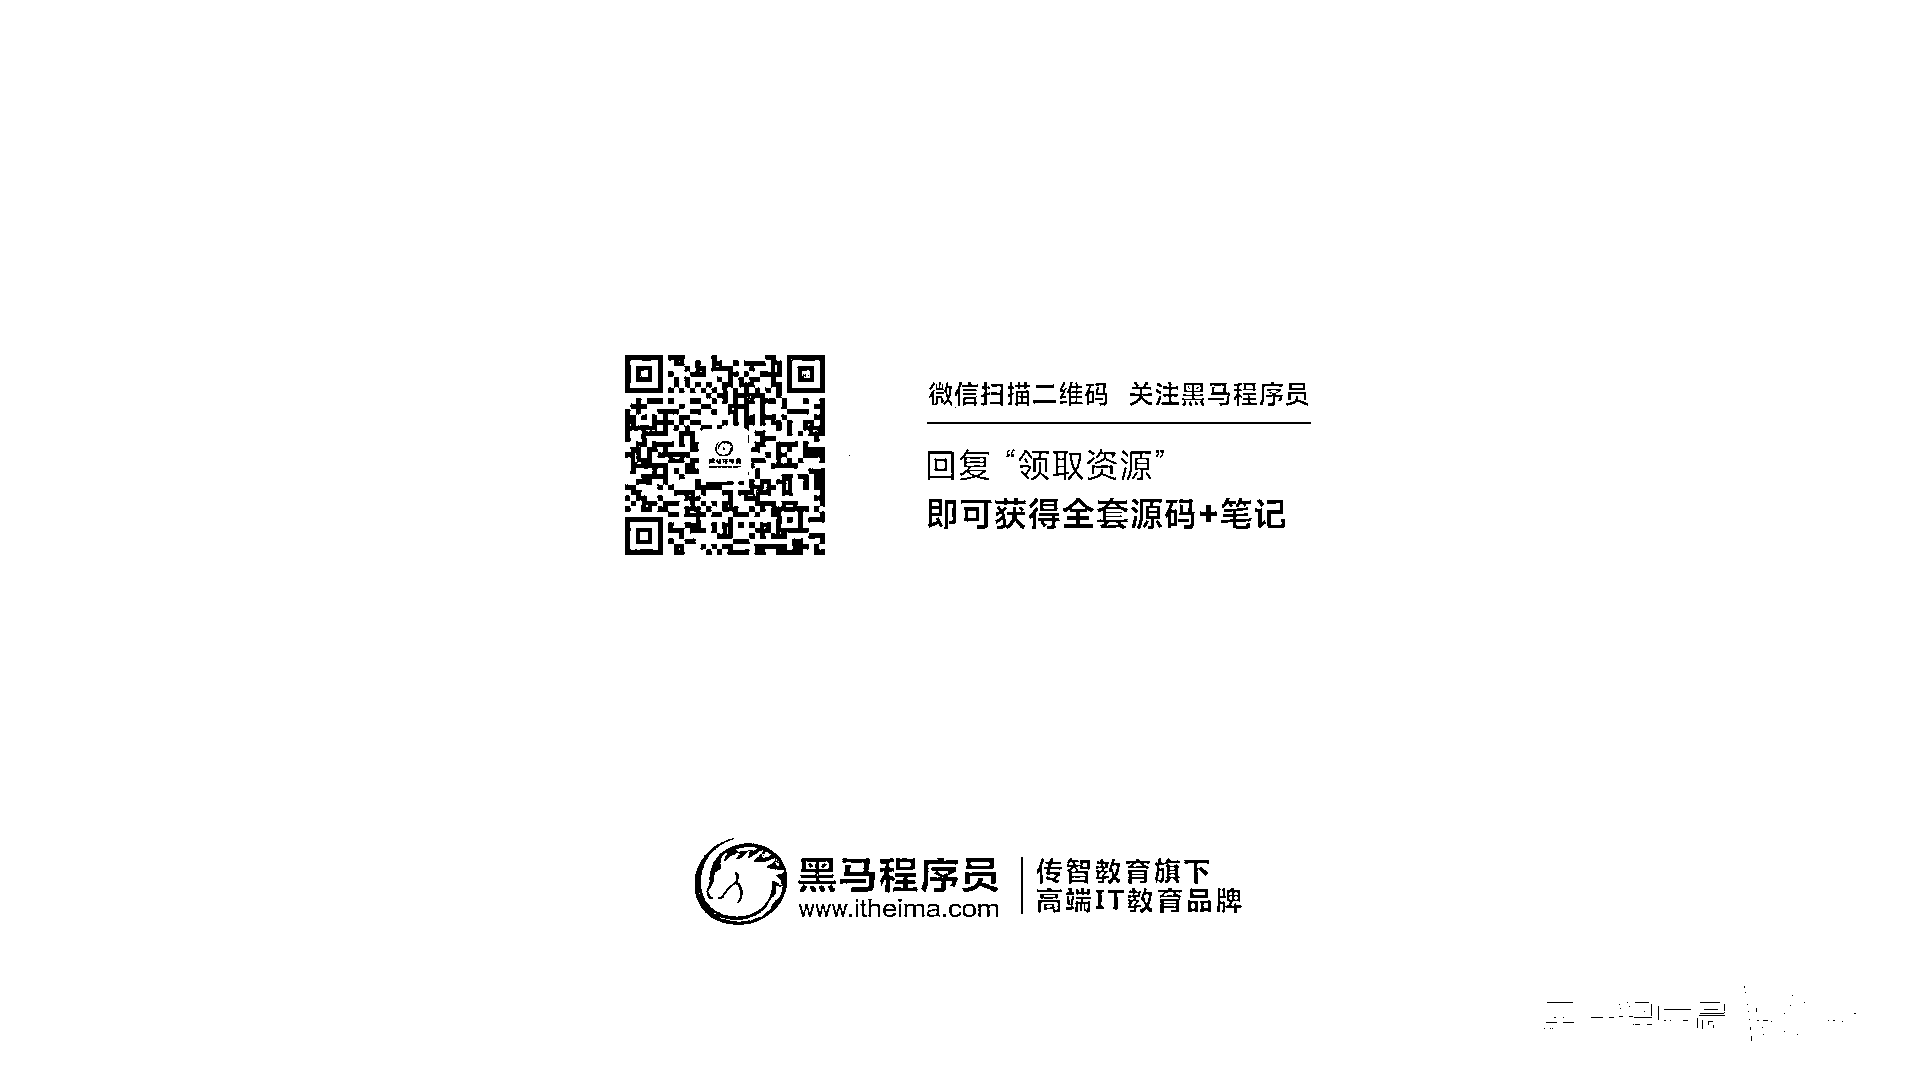 微信扫描二维码 关注黑马程序员
回复“领取资源”
即可获得全套源码+笔记
黑马程序员
www.itheima.com
传智教育旗下
高端IT教育品牌